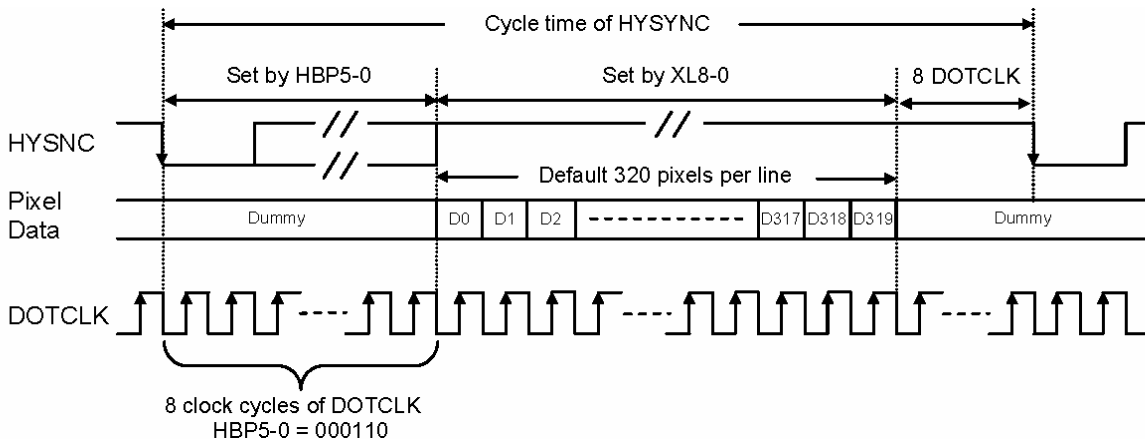 Cycle time of HYSYNC
Set by HBP5-0
Set by XL8-0
8 DOTCLK
HYSNC
Default 320 pixels per line
Pixel
Data
Dummy
D0
D1
D2
D317
D318
D319
Dummy
DOTCLK
8 clock cycles of DOTCLK
HBP5-0 = 000110